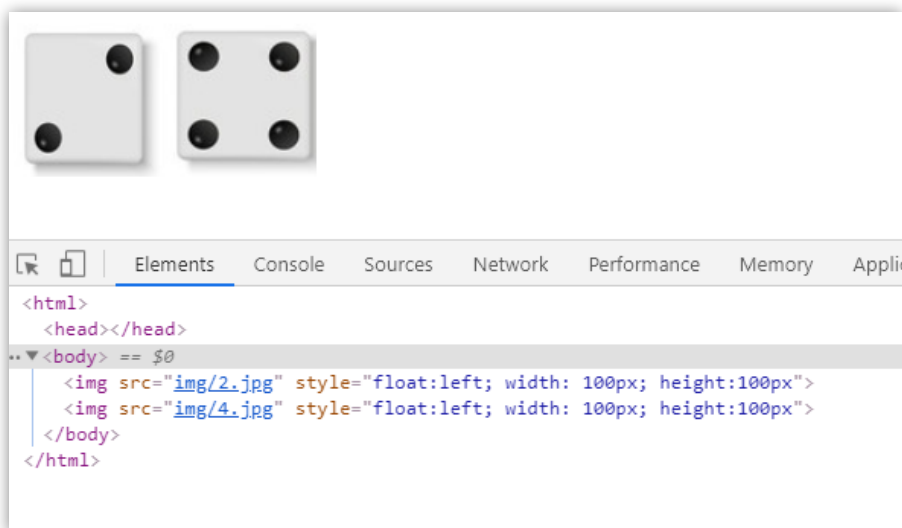 Elements Console Sources Network Performance Memory Appli
<html>
<head></head>
<body> == $0
<img src="img/2.jpg" style="float:left; width: 100px; height:100px">
<img src="img/4.jpg" style="float:left; width: 100px; height:100px">
</body>
</html>